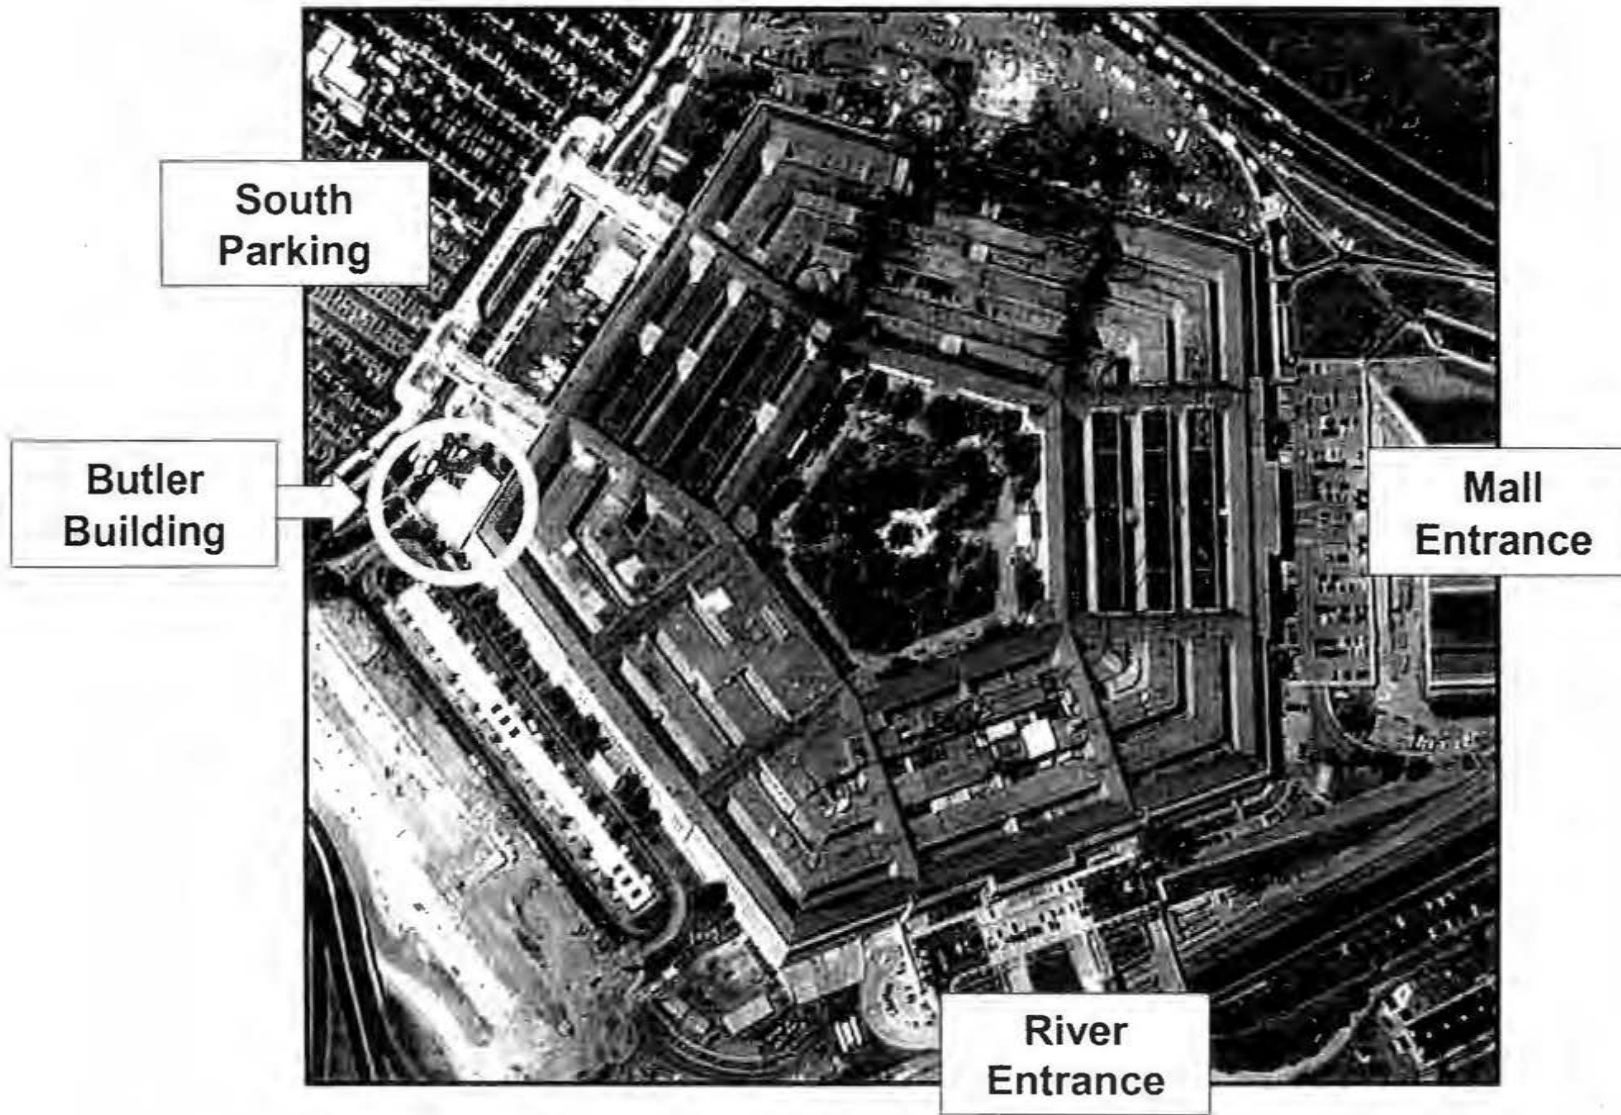 South
Parking
Butler
Building
Mall
Entrance
River
Entrance